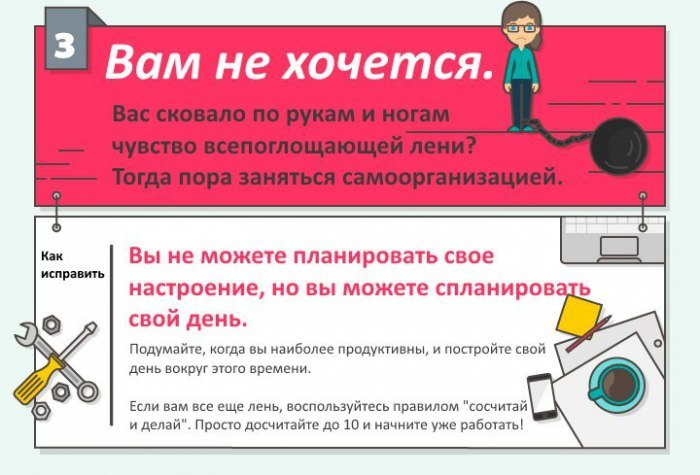 3
Вам не хочется.
Вас сковало по рукам и ногам
чувство всепоглощающей лени?
Тогда пора заняться самоорганизацией.
Как
исправить
Вы не можете планировать свое
настроение, но вы можете спланировать
свой день.
Подумайте, когда вы наиболее продуктивны, и постройте свой
день вокруг этого времени.
Если вам все еще лень, воспользуйтесь правилом "сосчитай
и делай". Просто досчитайте до 10 и начните уже работать!